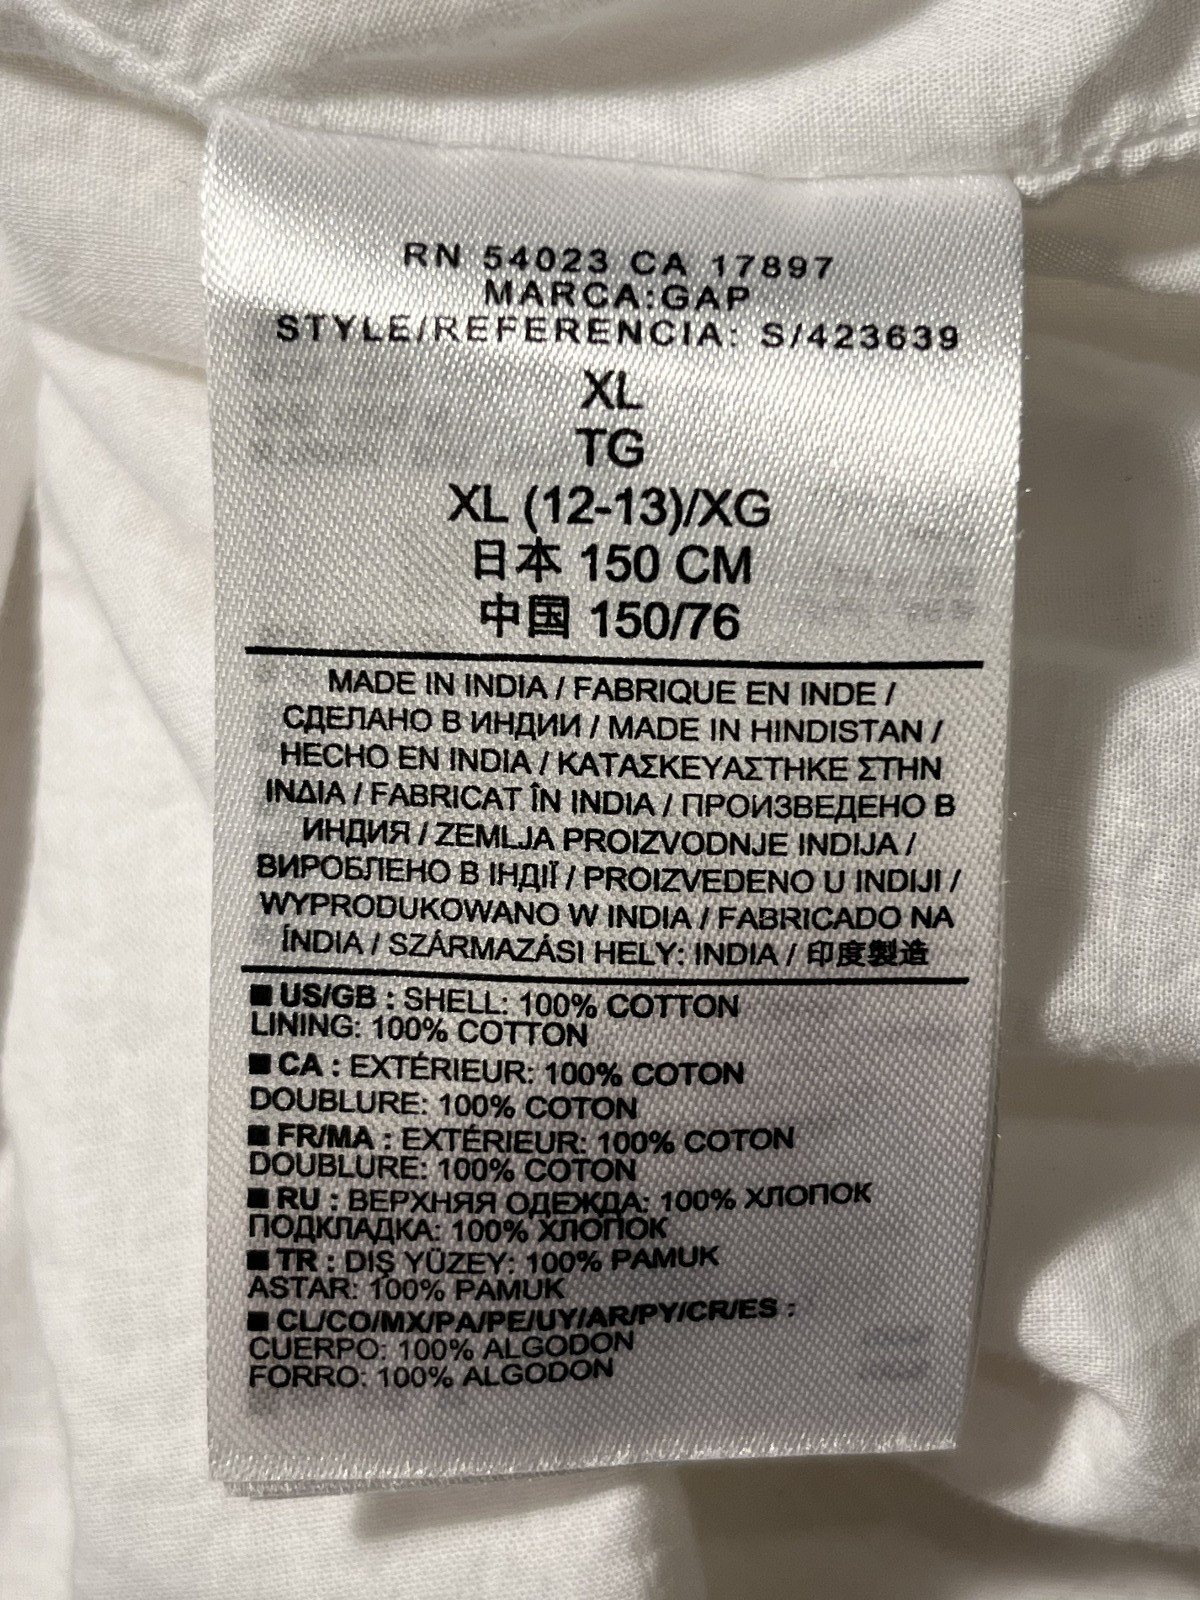 RN 54023 CA 17897
MARCA:GAP
STYLE/REFERENCIA: S/423639
XL
TG
XL (12-13)/XG
日本 150 CM
中国 150/76
MADE IN INDIA / FABRIQUE EN INDE /
СДЕЛАНО В ИНДИИ / MADE IN HINDISTAN /
HECHO EN INDIA / ΚΑΤΑΣΚΕΥΑΣΤΗΚΕ ΣΤΗΝ
ΙΝΔΙΑ / FABRICAT ÎN INDIA / ПРОИЗВЕДЕНО В
ИНДИЯ / ZEMLJA PROIZVODNJE INDIJA /
ВИРОБЛЕНО В ІНДІЇ / PROIZVEDENO U INDIJI /
WYPRODUKOWANO W INDIA / FABRICADO NA
ÍNDIA / SZÁRMAZÁSI HELY: INDIA / 印度製造
■ US/GB : SHELL: 100% COTTON
LINING: 100% COTTON
■ CA : EXTÉRIEUR: 100% COTON
DOUBLURE: 100% COTON
■ FR/MA : EXTÉRIEUR: 100% COTON
DOUBLURE: 100% COTON
■ RU : ВЕРХНЯЯ ОДЕЖДА: 100% ХЛОПОК
ПОДКЛАДКА: 100% ХЛОПОК
■ TR : DIŞ YÜZEY: 100% PAMUK
ASTAR: 100% PAMUK
■ CL/CO/MX/PA/PE/UY/AR/PY/CR/ES :
CUERPO: 100% ALGODON
FORRO: 100% ALGODON